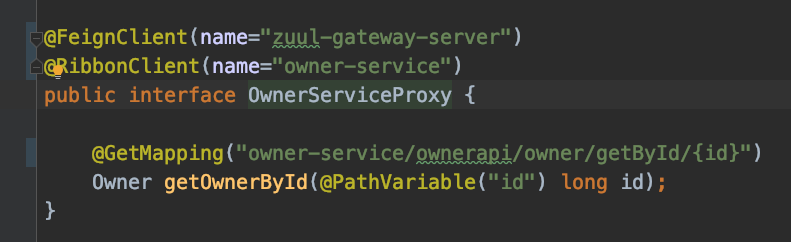 @FeignClient(name="zuul-gateway-server")
@RibbonClient(name="owner-service")
public interface OwnerServiceProxy {
@GetMapping("owner-service/ownerapi/owner/getById/{id}")
Owner getOwnerById(@PathVariable("id") long id);
}